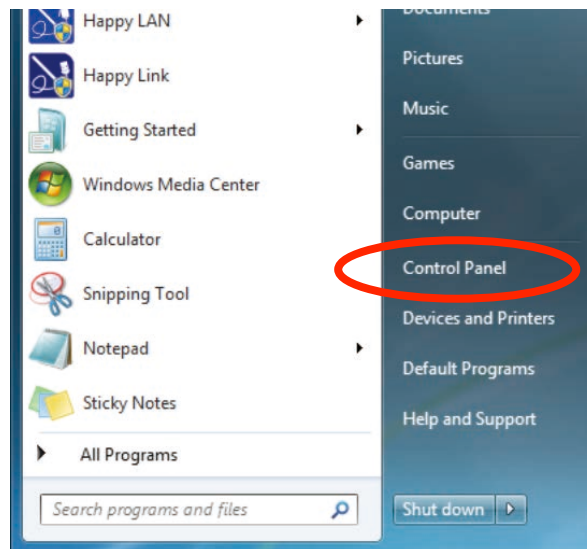 Happy LAN
Happy Link
Getting Started
Windows Media Center
Calculator
Snipping Tool
Notepad
Sticky Notes
All Programs
Search programs and files
Documents
Pictures
Music
Games
Computer
Control Panel
Devices and Printers
Default Programs
Help and Support
Shut down